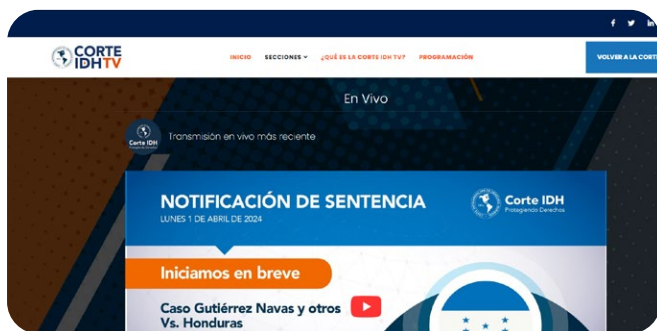 CORTE
IDHTV
INICIO SECCIONES ¿QUÉ ES LA CORTE IDH TV? PROGRAMACIÓN
VOLVER A LA CORTE
En Vivo
Corte IDH
Transmisión en vivo más reciente
NOTIFICACIÓN DE SENTENCIA
LUNES 1 DE ABRIL DE 2024
Corte IDH
Protegiendo Derechos
Iniciamos en breve
Caso Gutiérrez Navas y otros
Vs. Honduras